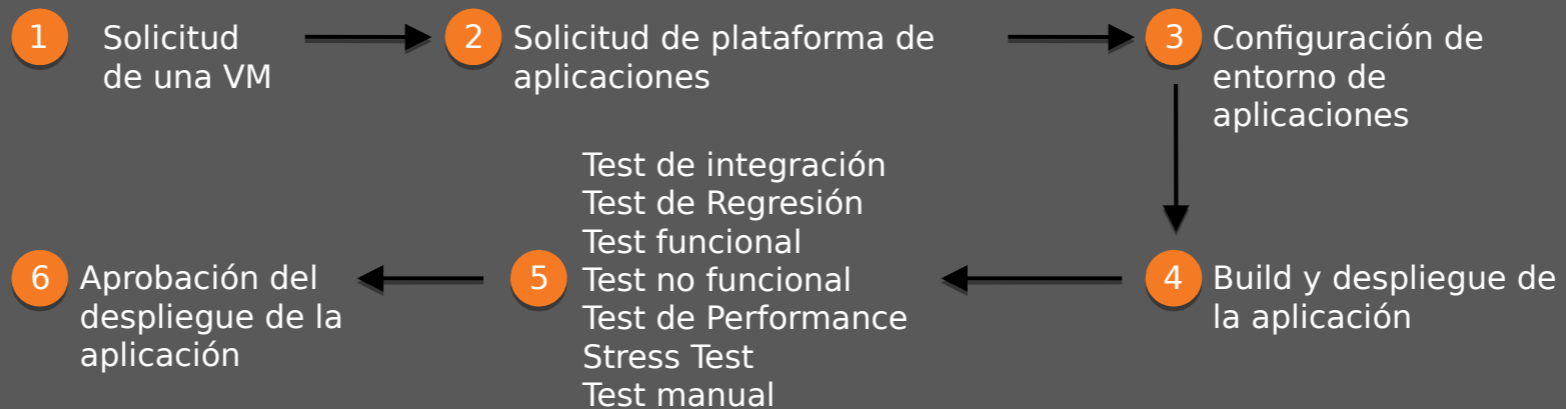 1
Solicitud
de una VM
2
Solicitud de plataforma de
aplicaciones
3
Configuración de
entorno de
aplicaciones
4
Build y despliegue de
la aplicación
5
Test de integración
Test de Regresión
Test funcional
Test no funcional
Test de Performance
Stress Test
Test manual
6
Aprobación del
despliegue de la
aplicación